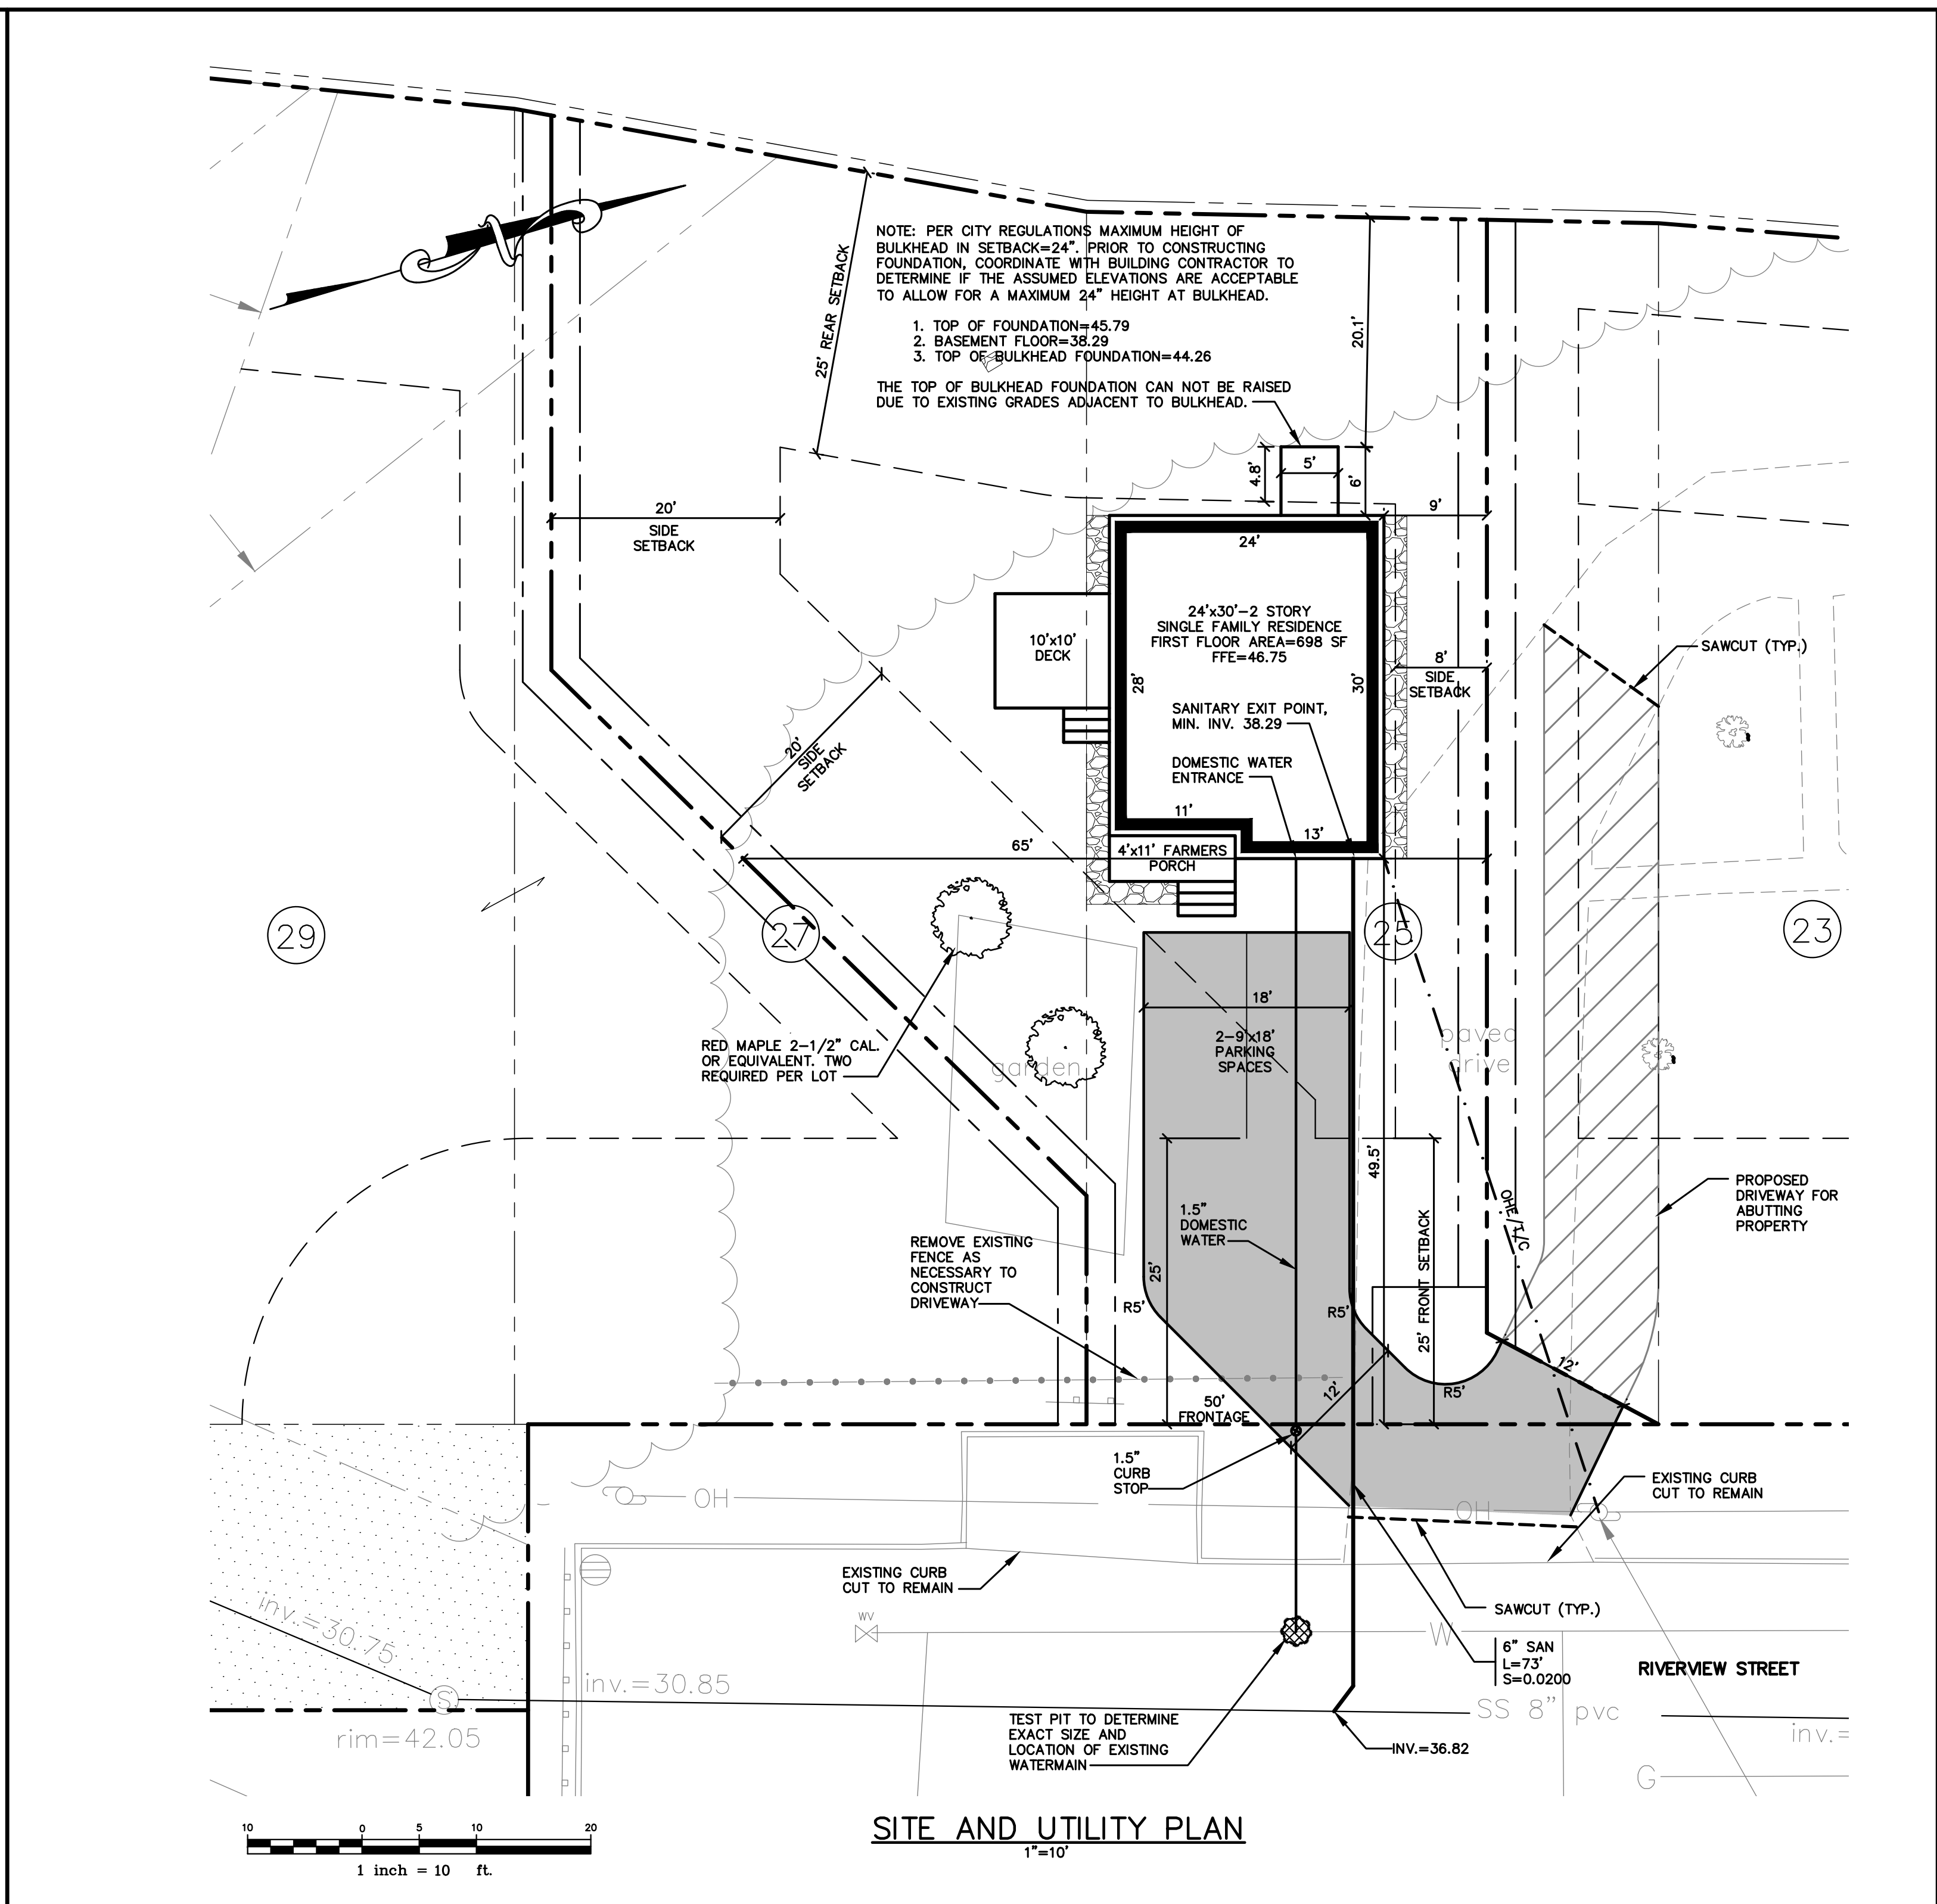 NOTE: PER CITY REGULATIONS MAXIMUM HEIGHT OF
BULKHEAD IN SETBACK=24". PRIOR TO CONSTRUCTING
FOUNDATION, COORDINATE WITH BUILDING CONTRACTOR TO
DETERMINE IF THE ASSUMED ELEVATIONS ARE ACCEPTABLE
TO ALLOW FOR A MAXIMUM 24" HEIGHT AT BULKHEAD.
1. TOP OF FOUNDATION=45.79
2. BASEMENT FLOOR=38.29
3. TOP OF BULKHEAD FOUNDATION=44.26
THE TOP OF BULKHEAD FOUNDATION CAN NOT BE RAISED
DUE TO EXISTING GRADES ADJACENT TO BULKHEAD.
25' REAR SETBACK
20.1'
4.8'
5'
6'
9'
20'
SIDE
SETBACK
24'
24'x30'-2 STORY
SINGLE FAMILY RESIDENCE
FIRST FLOOR AREA=698 SF
FFE=46.75
10'x10'
DECK
28'
30'
8'
SIDE
SETBACK
SAWCUT (TYP.)
SANITARY EXIT POINT,
MIN. INV. 38.29
DOMESTIC WATER
ENTRANCE
20'
SIDE
SETBACK
11'
13'
65'
4'x11' FARMERS
PORCH
29
27
25
23
18'
2-9'x18'
PARKING
SPACES
RED MAPLE 2-1/2" CAL.
OR EQUIVALENT. TWO
REQUIRED PER LOT
garden
paved
drive
49.5'
PROPOSED
DRIVEWAY FOR
ABUTTING
PROPERTY
1.5"
DOMESTIC
WATER
OHE/T/C
25' FRONT SETBACK
25'
REMOVE EXISTING
FENCE AS
NECESSARY TO
CONSTRUCT
DRIVEWAY
R5'
R5'
12'
R5'
12'
50'
FRONTAGE
1.5"
CURB
STOP
EXISTING CURB
CUT TO REMAIN
OH
OH
EXISTING CURB
CUT TO REMAIN
SAWCUT (TYP.)
WV
W
inv.=30.75
6" SAN
L=73'
S=0.0200
RIVERVIEW STREET
inv.=30.85
S
SS 8" pvc
rim=42.05
TEST PIT TO DETERMINE
EXACT SIZE AND
LOCATION OF EXISTING
WATERMAIN
INV.=36.82
inv.=
G
SITE AND UTILITY PLAN
1"=10'
10 0 5 10 20
1 inch = 10 ft.